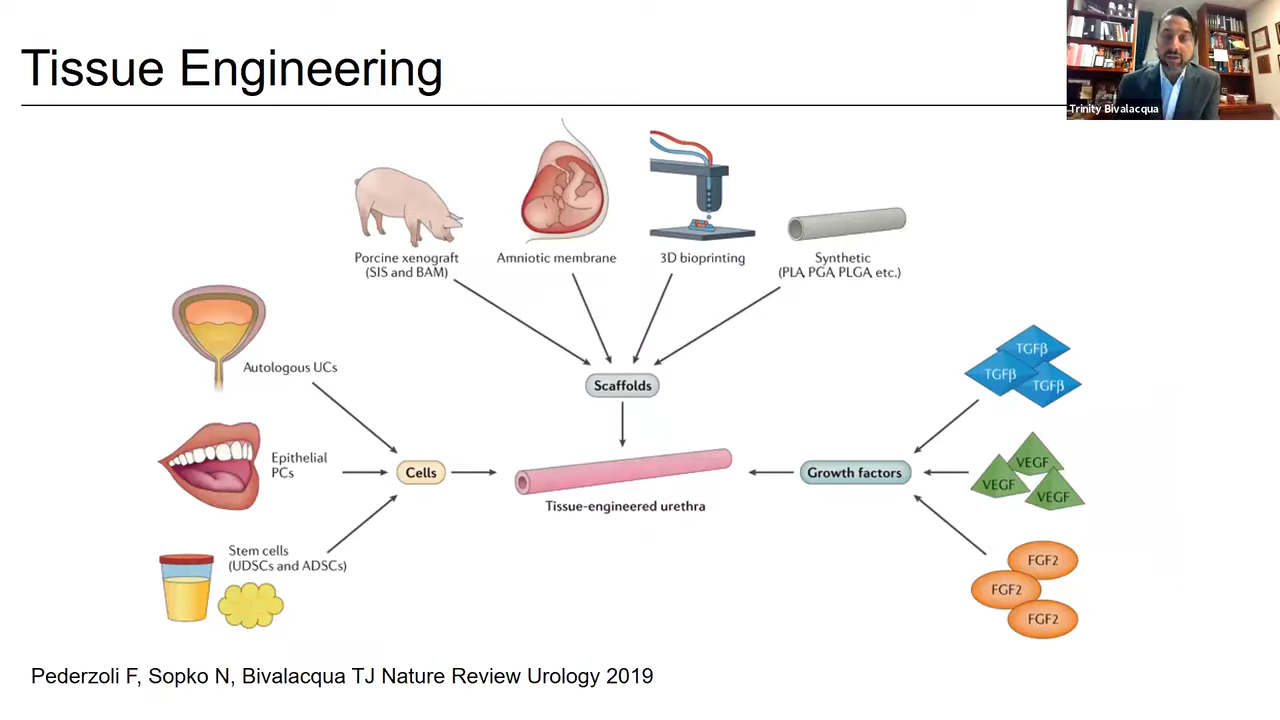 Tissue Engineering
Trinity Bivalacqua
Porcine xenograft
(SIS and BAM)
Amniotic membrane
3D bioprinting
Synthetic
(PLA, PGA PLGA etc.)
Autologous UCs
Scaffolds
TGFβ
TGFβ
TGFβ
Epithelial
PCs
Cells
Tissue-engineered urethra
Growth factors
VEGF
VEGF
VEGF
Stem cells
(UDSCs and ADSCs)
FGF2
FGF2
FGF2
Pederzoli F, Sopko N, Bivalacqua TJ Nature Review Urology 2019